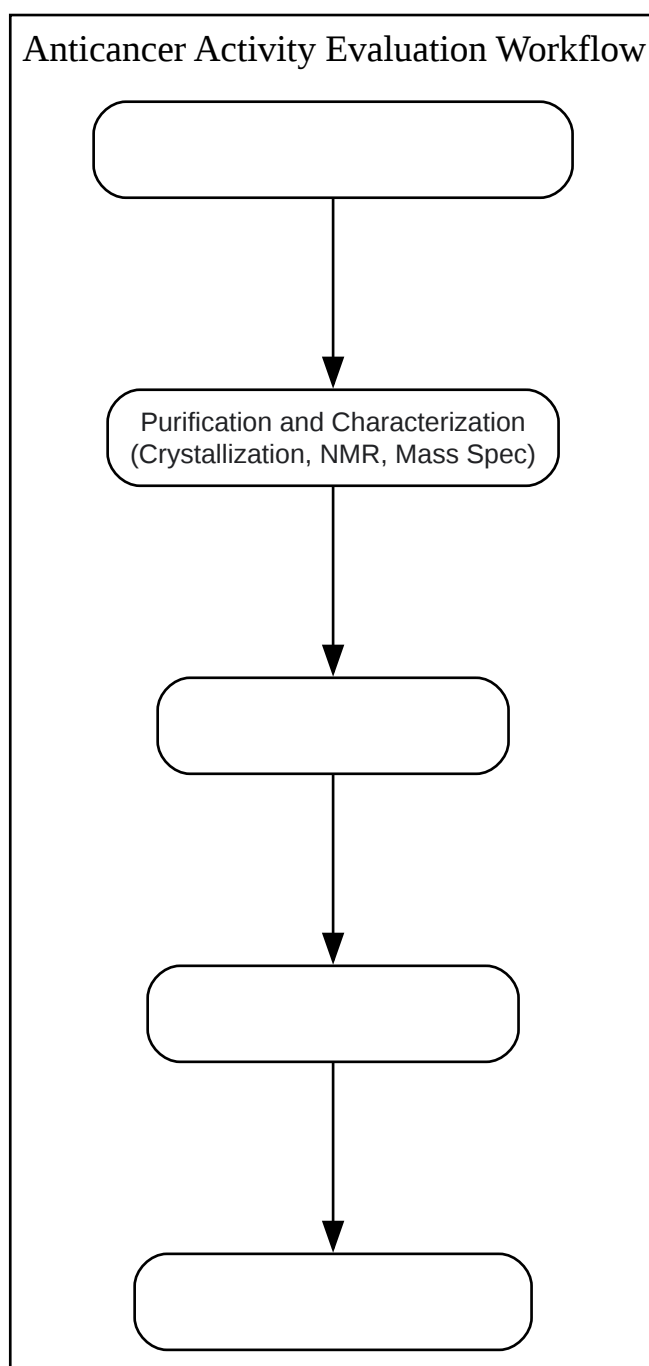 Anticancer Activity Evaluation Workflow
Purification and Characterization
(Crystallization, NMR, Mass Spec)